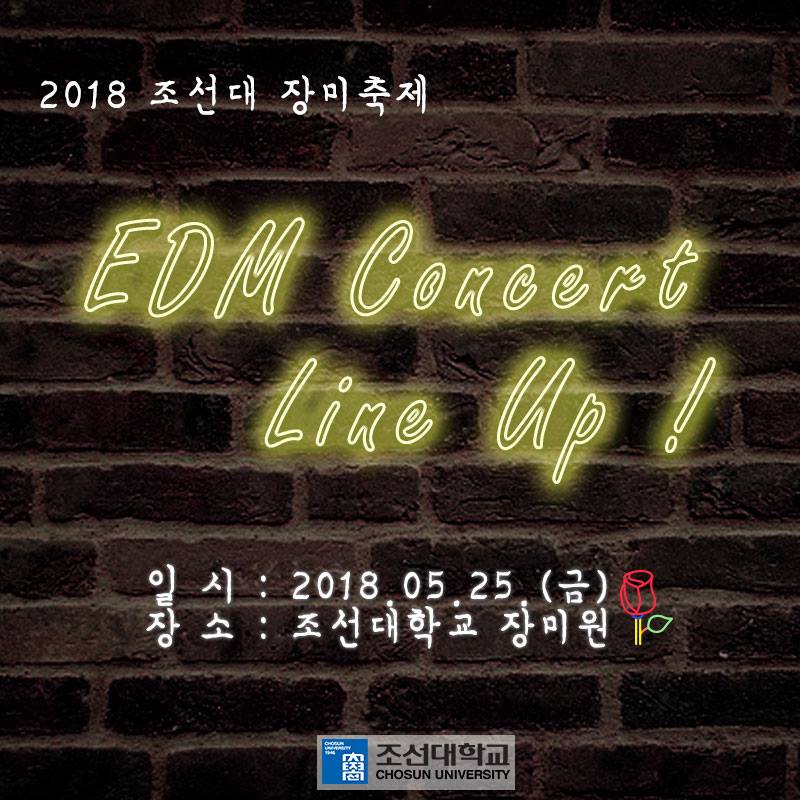 2018 조선대 장미축제
EDM Concert
Line Up !
일 시 : 2018.05.25.(금)
장 소 : 조선대학교 장미원
CHOSUN
UNIVERSITY
1946
조선대학교
CHOSUN UNIVERSITY